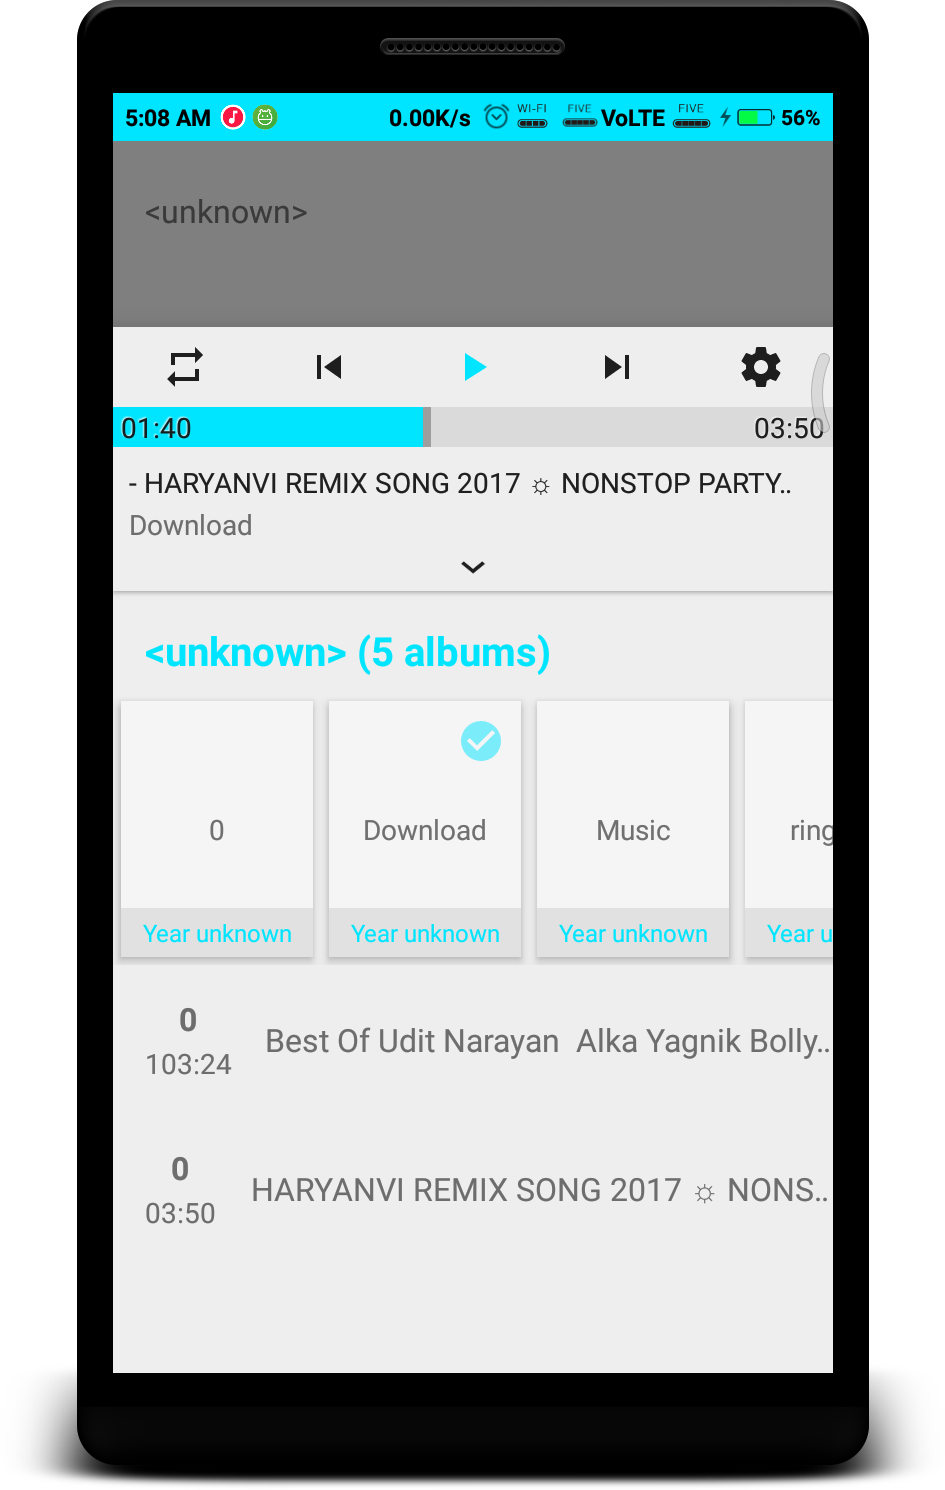 5:08 AM 0.00K/s WI-FI FIVE VoLTE FIVE 56%
<unknown>
01:40 03:50
- HARYANVI REMIX SONG 2017 ☼ NONSTOP PARTY..
Download
<unknown> (5 albums)
0 Download Music ring
Year unknown Year unknown Year unknown Year u
0
103:24 Best Of Udit Narayan  Alka Yagnik Bolly..
0
03:50 HARYANVI REMIX SONG 2017 ☼ NONS..